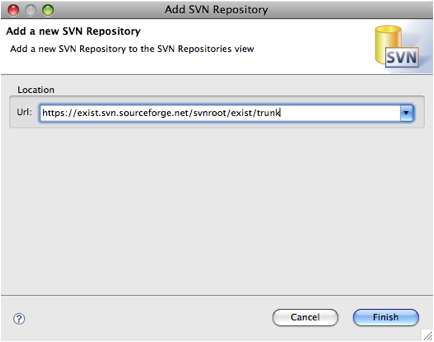 Add SVN Repository
Add a new SVN Repository
Add a new SVN Repository to the SVN Repositories view
SVN
Location
Url: https://exist.svn.sourceforge.net/svnroot/exist/trunk
?
Cancel Finish